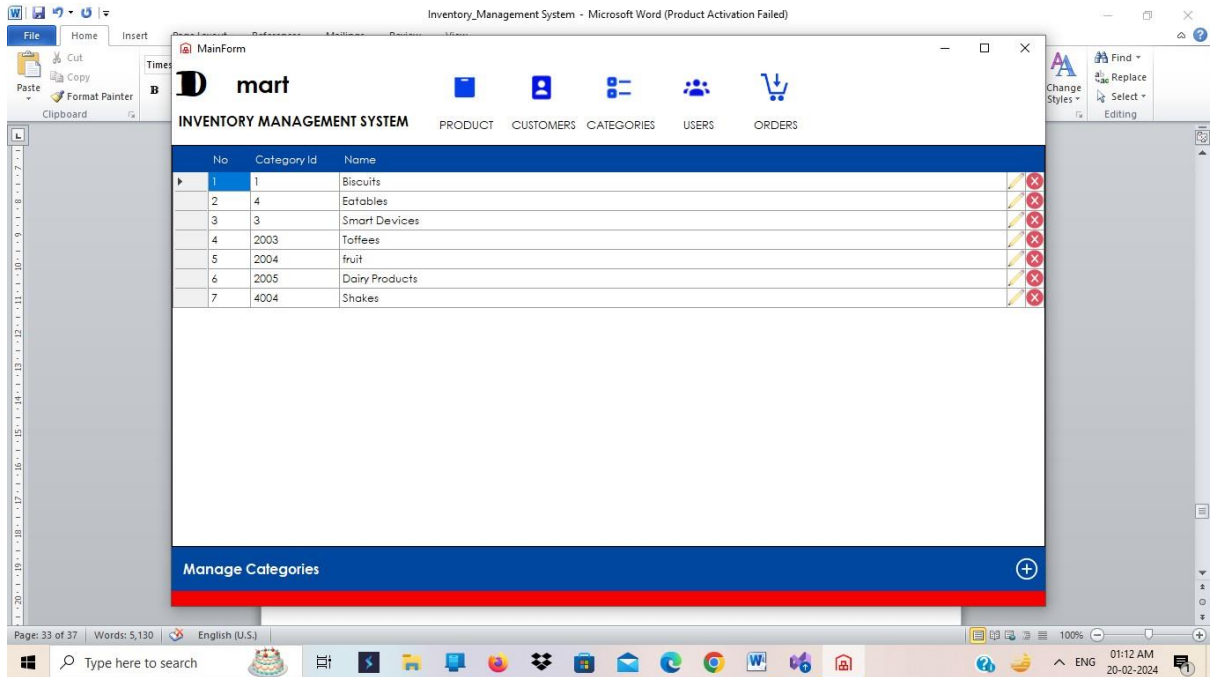 Inventory_Management System - Microsoft Word (Product Activation Failed)
File Home Insert
Cut
Copy
Format Painter
Paste
Clipboard
Times
B
Change Styles
Find
Replace
Select
Editing
MainForm
D mart
INVENTORY MANAGEMENT SYSTEM
PRODUCT CUSTOMERS CATEGORIES USERS ORDERS
No Category Id Name
1 1 Biscuits
2 4 Eatables
3 3 Smart Devices
4 2003 Toffees
5 2004 fruit
6 2005 Dairy Products
7 4004 Shakes
Manage Categories
Page: 33 of 37 Words: 5,130 English (U.S.) 100%
Type here to search
ENG
01:12 AM
20-02-2024